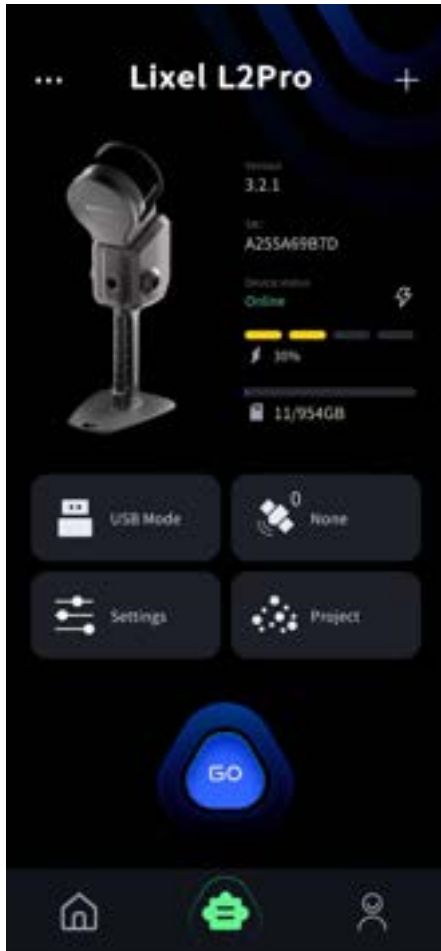 Lixel L2Pro
Version
3.2.1
SN:
A255A69B7D
Device status
Online
30%
11/954GB
USB Mode
0
None
Settings
Project
GO